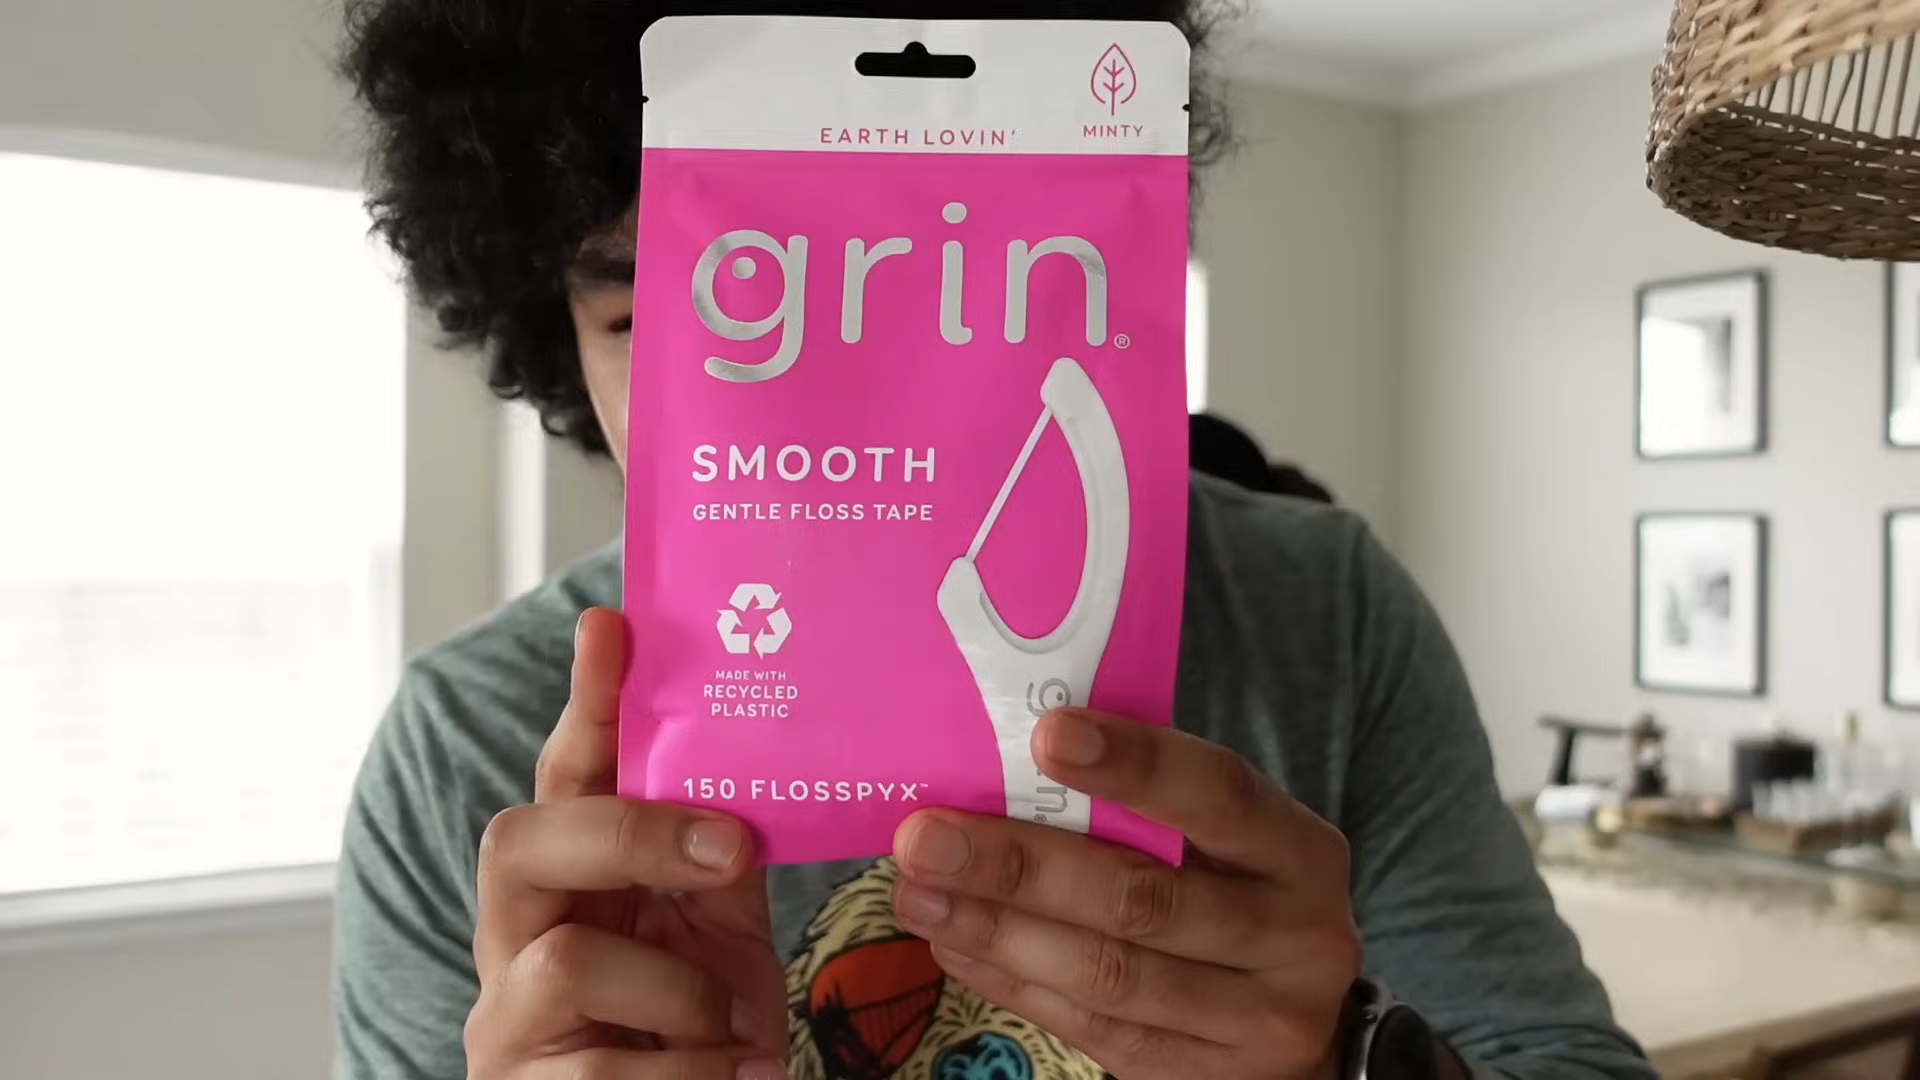 EARTH LOVIN'
MINTY
grin®
SMOOTH
GENTLE FLOSS TAPE
MADE WITH
RECYCLED
PLASTIC
150 FLOSSPYX™